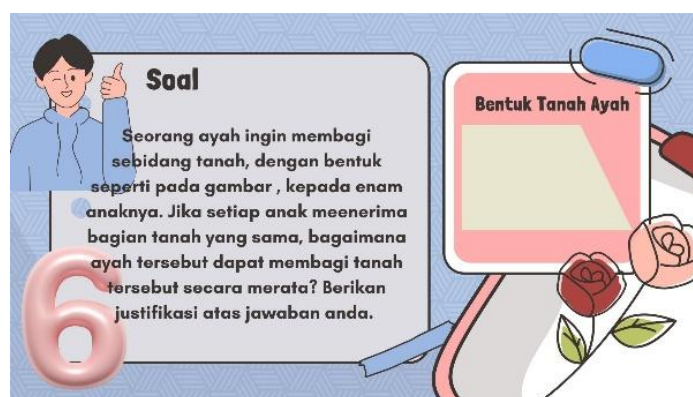 Soal
Seorang ayah ingin membagi
sebidang tanah, dengan bentuk
seperti pada gambar , kepada enam
anaknya. Jika setiap anak meenerima
bagian tanah yang sama, bagaimana
ayah tersebut dapat membagi tanah
tersebut secara merata? Berikan
justifikasi atas jawaban anda.
6
Bentuk Tanah Ayah